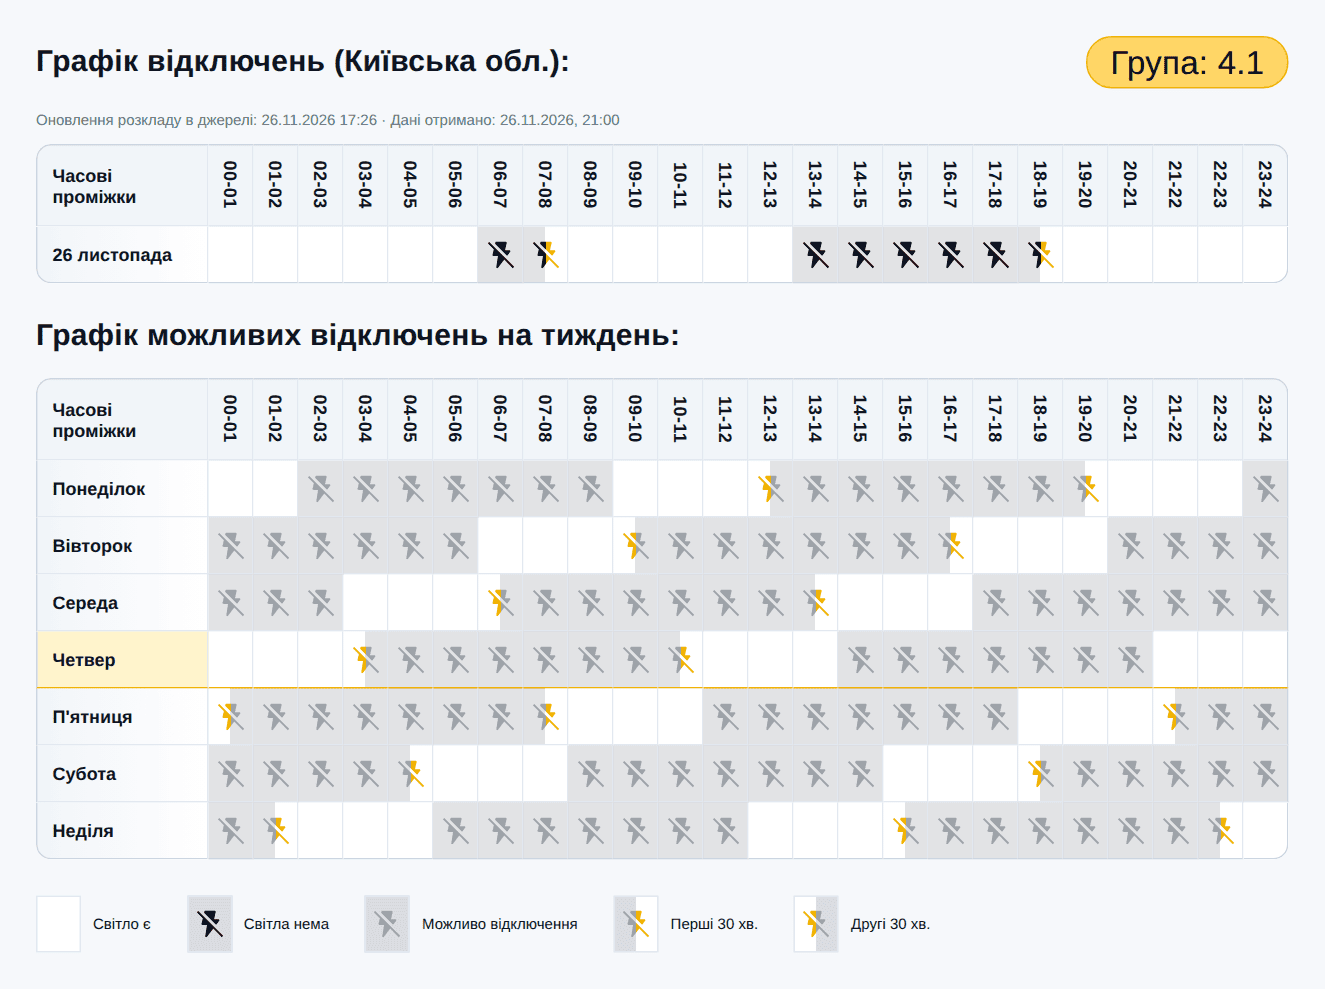 Графік відключень (Київська обл.):
Група: 4.1
Оновлення розкладу в джерелі: 26.11.2026 17:26 · Дані отримано: 26.11.2026, 21:00
Часові проміжки 00-01 01-02 02-03 03-04 04-05 05-06 06-07 07-08 08-09 09-10 10-11 11-12 12-13 13-14 14-15 15-16 16-17 17-18 18-19 19-20 20-21 21-22 22-23 23-24
26 листопада
Графік можливих відключень на тиждень:
Часові проміжки 00-01 01-02 02-03 03-04 04-05 05-06 06-07 07-08 08-09 09-10 10-11 11-12 12-13 13-14 14-15 15-16 16-17 17-18 18-19 19-20 20-21 21-22 22-23 23-24
Понеділок
Вівторок
Середа
Четвер
П'ятниця
Субота
Неділя
Світло є Світла нема Можливо відключення Перші 30 хв. Другі 30 хв.